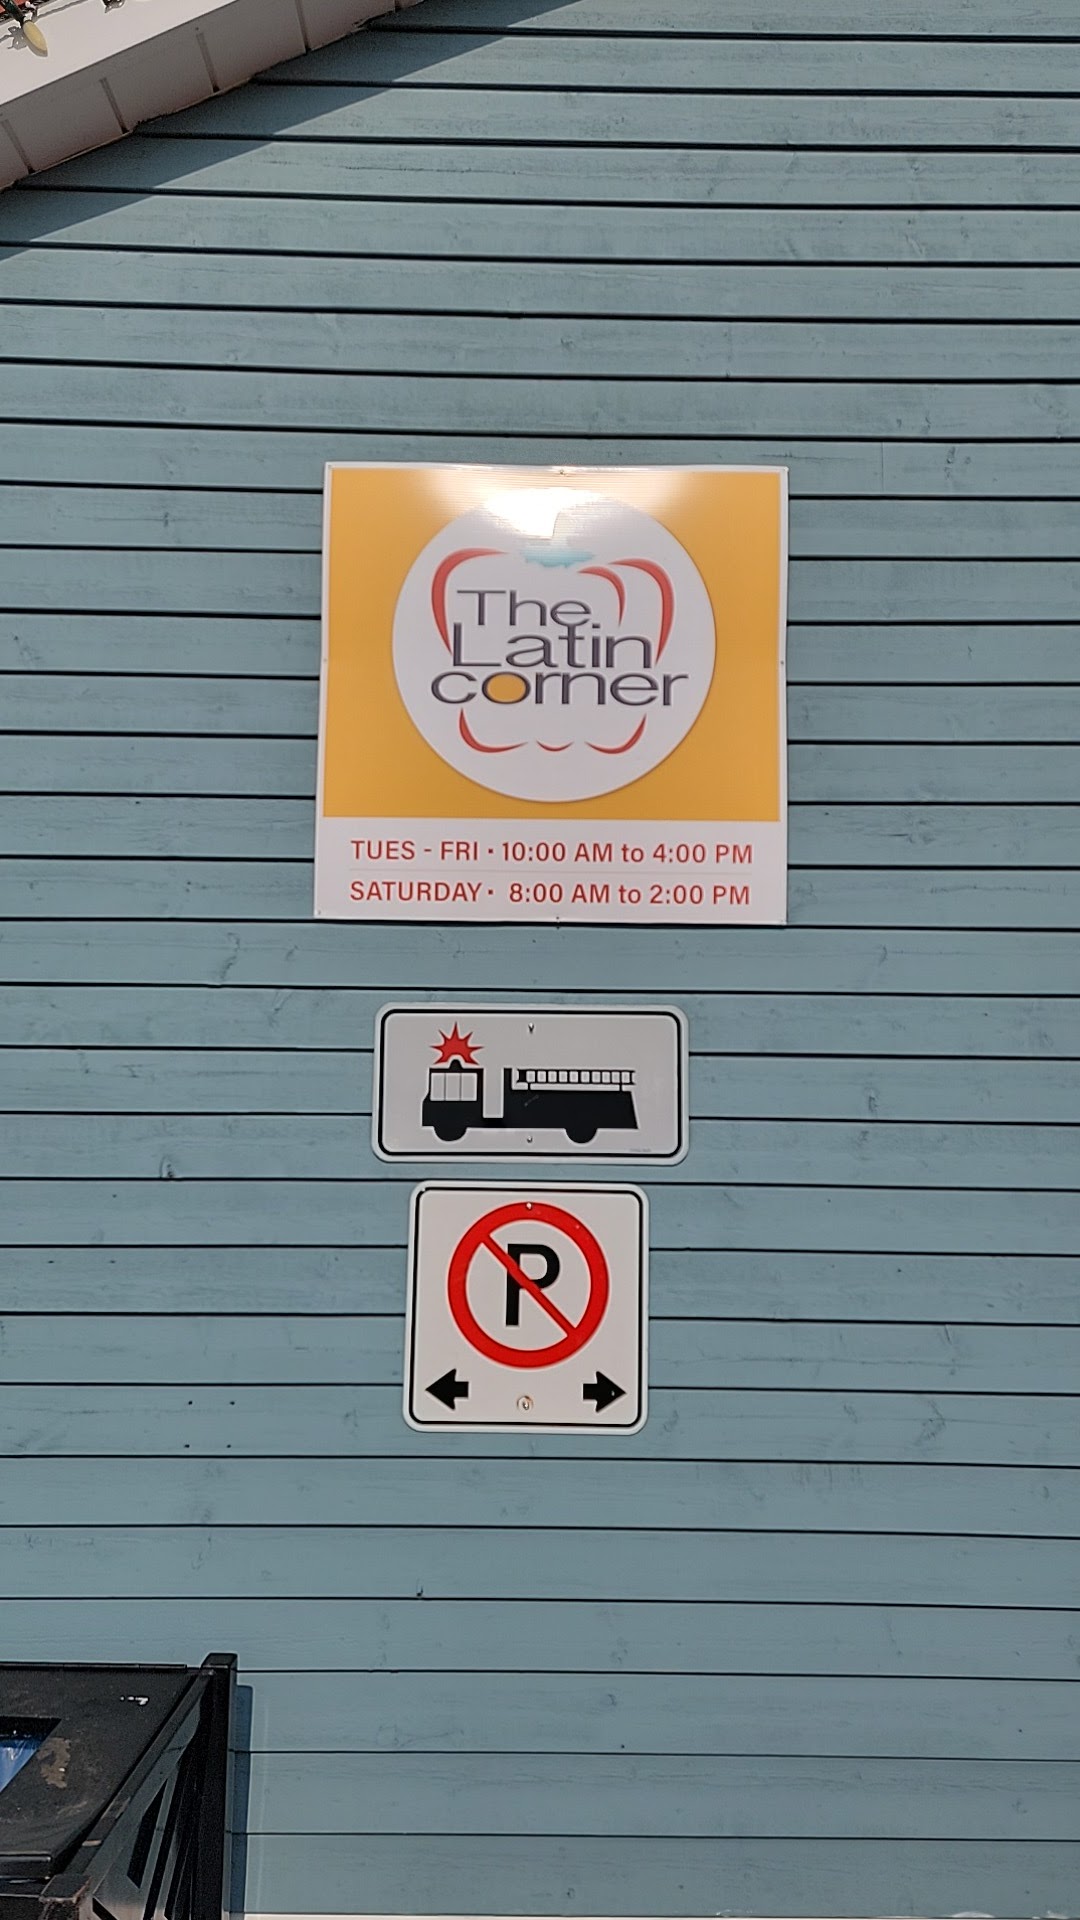 The
Latin
corner
TUES - FRI · 10:00 AM to 4:00 PM
SATURDAY · 8:00 AM to 2:00 PM
P